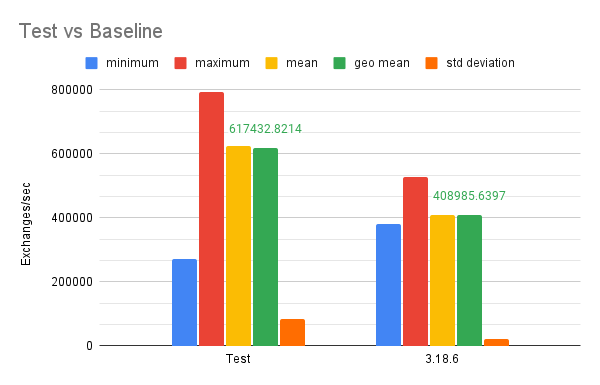 Test vs Baseline
minimum maximum mean geo mean std deviation
800000
600000
400000
200000
0
Exchanges/sec
617432.8214
408985.6397
Test 3.18.6